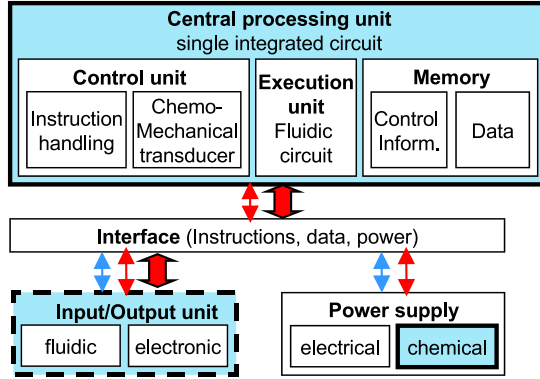 Central processing unit
single integrated circuit
Control unit
Instruction
handling
Chemo-
Mechanical
transducer
Execution
unit
Fluidic
circuit
Memory
Control
Inform.
Data
Interface (Instructions, data, power)
Input/Output unit
fluidic
electronic
Power supply
electrical
chemical